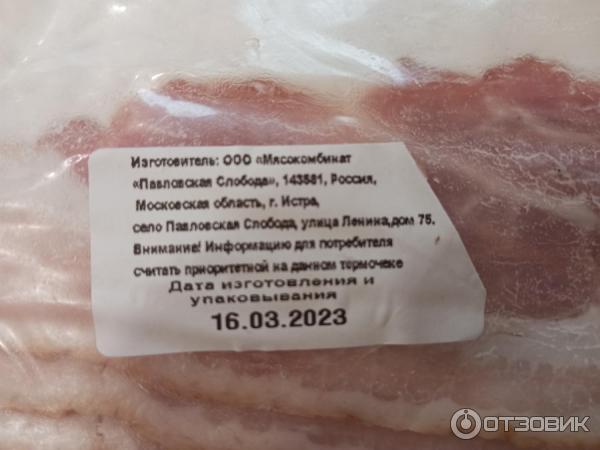 Изготовитель: ООО «Мясокомбинат
«Павловская Слобода», 143581, Россия,
Московская область, г. Истра,
село Павловская Слобода, улица Ленина,дом 75.
Внимание! Информацию для потребителя
считать приоритетной на данном термочеке
Дата изготовления и
упаковывания
16.03.2023
ОТЗОВИК